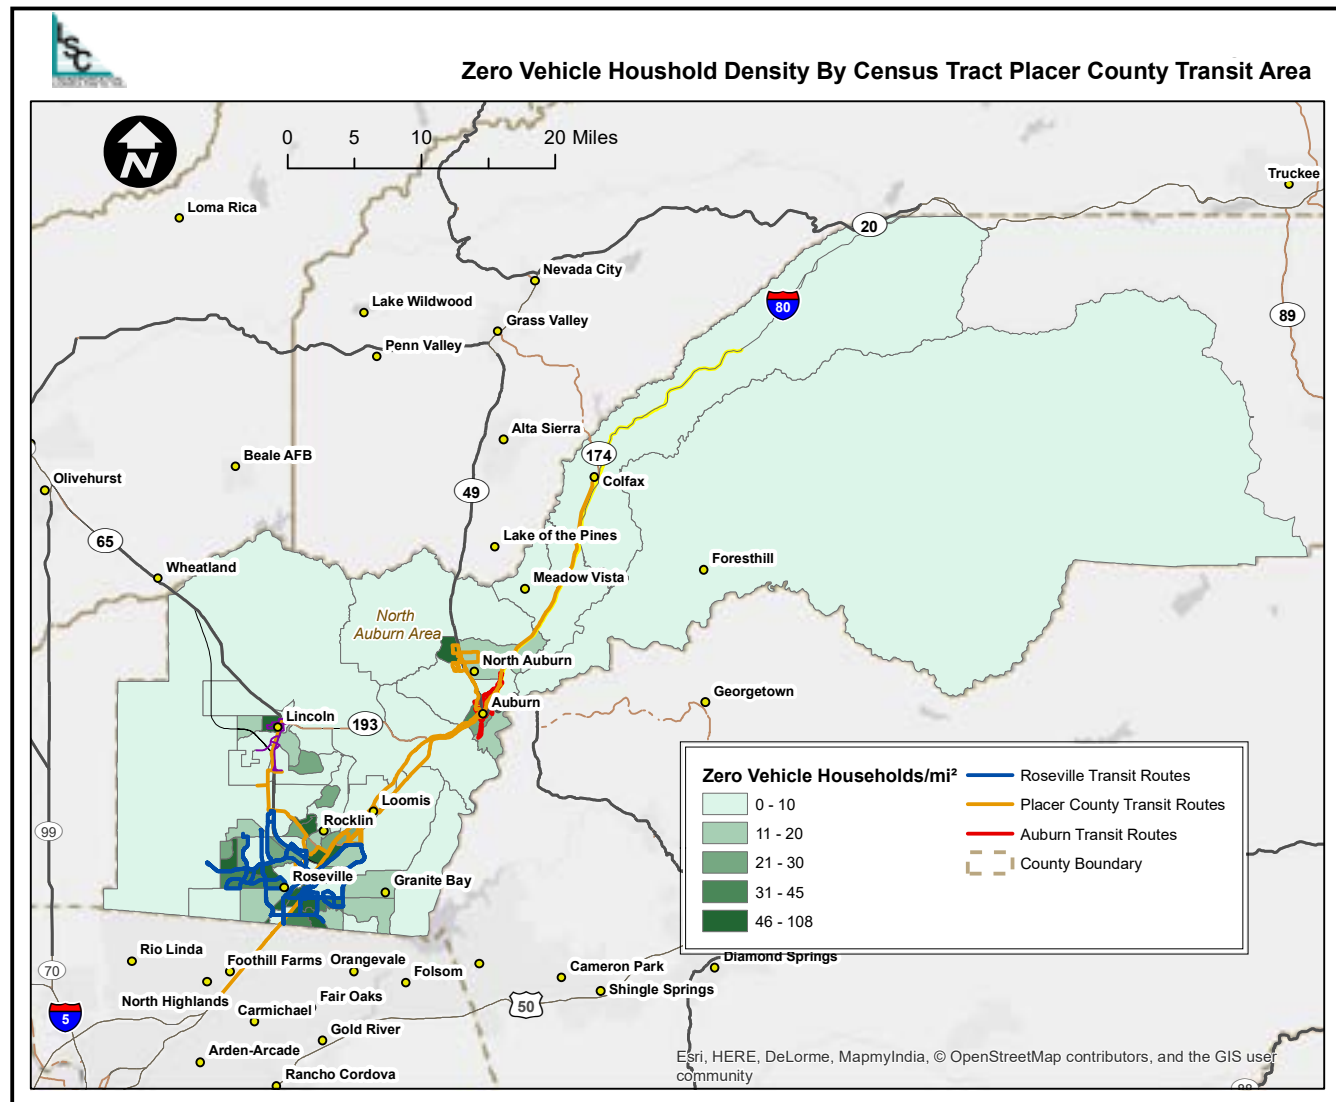 LSC
Zero Vehicle Houshold Density By Census Tract Placer County Transit Area
N
0 5 10 20 Miles
Truckee
Loma Rica
20
Nevada City
80
Lake Wildwood
Grass Valley
89
Penn Valley
Alta Sierra
174
Beale AFB
Colfax
Olivehurst
49
65
Lake of the Pines
Foresthill
Wheatland
Meadow Vista
North
Auburn Area
North Auburn
Georgetown
Auburn
Lincoln
193
Loomis
Rocklin
99
Roseville
Granite Bay
Zero Vehicle Households/mi²
0 - 10
11 - 20
21 - 30
31 - 45
46 - 108
Roseville Transit Routes
Placer County Transit Routes
Auburn Transit Routes
County Boundary
Rio Linda
70
Foothill Farms
Orangevale
Folsom
Cameron Park
Diamond Springs
North Highlands
Fair Oaks
Shingle Springs
50
5
Carmichael
Gold River
Arden-Arcade
Rancho Cordova
Esri, HERE, DeLorme, MapmyIndia, © OpenStreetMap contributors, and the GIS user
community
88